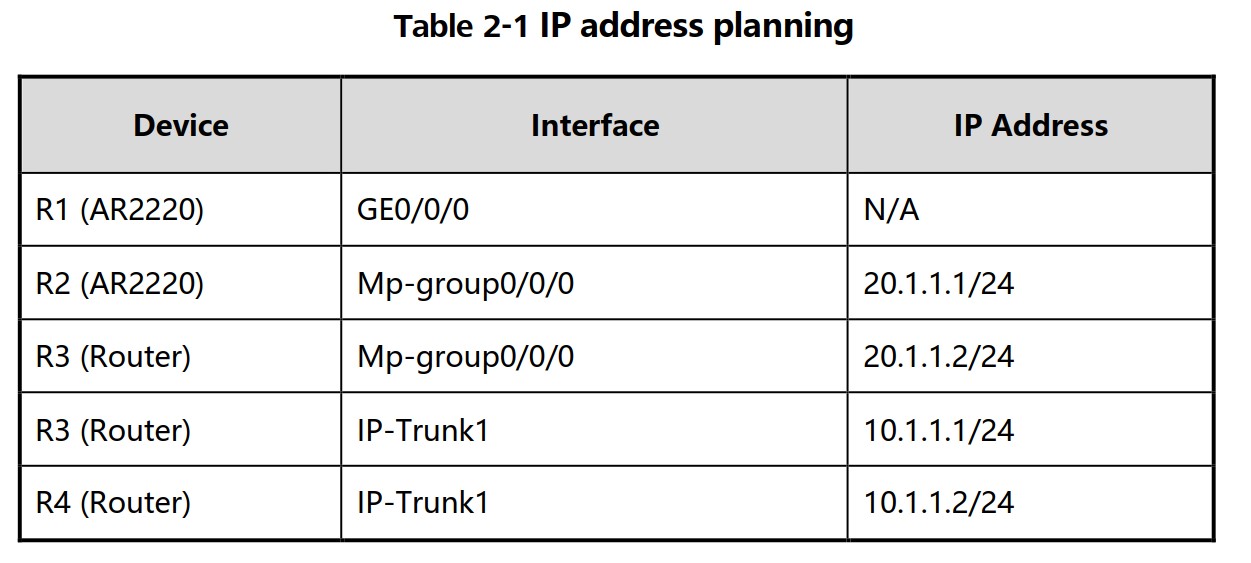 Table 2-1 IP address planning
Device Interface IP Address
R1 (AR2220) GE0/0/0 N/A
R2 (AR2220) Mp-group0/0/0 20.1.1.1/24
R3 (Router) Mp-group0/0/0 20.1.1.2/24
R3 (Router) IP-Trunk1 10.1.1.1/24
R4 (Router) IP-Trunk1 10.1.1.2/24